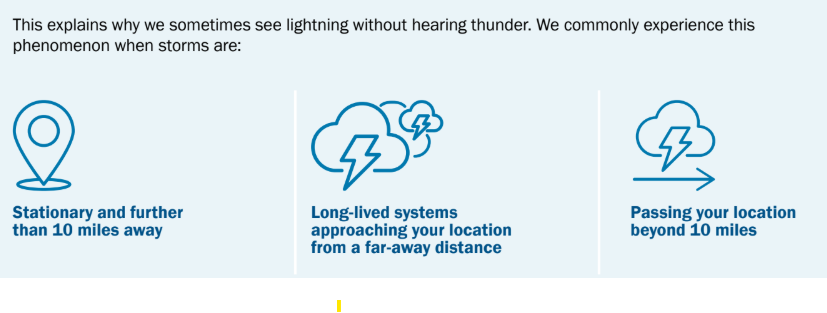 This explains why we sometimes see lightning without hearing thunder. We commonly experience this
phenomenon when storms are:
Stationary and further
than 10 miles away
Long-lived systems
approaching your location
from a far-away distance
Passing your location
beyond 10 miles